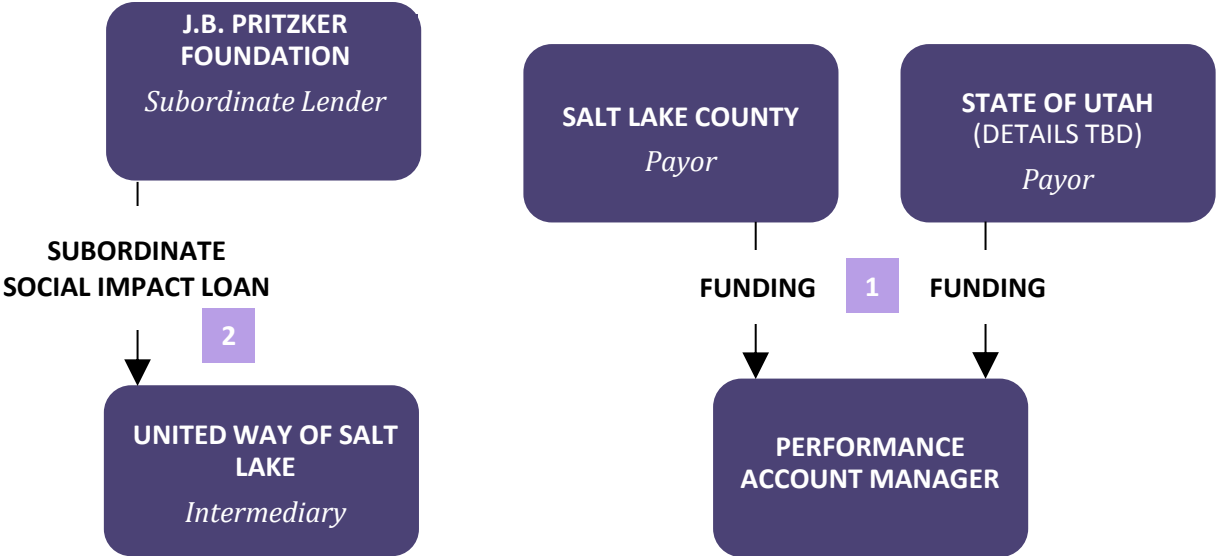 J.B. PRITZKER
FOUNDATION
Subordinate Lender
SALT LAKE COUNTY
Payor
STATE OF UTAH
(DETAILS TBD)
Payor
SUBORDINATE
SOCIAL IMPACT LOAN
2
FUNDING
1
FUNDING
UNITED WAY OF SALT
LAKE
Intermediary
PERFORMANCE
ACCOUNT MANAGER